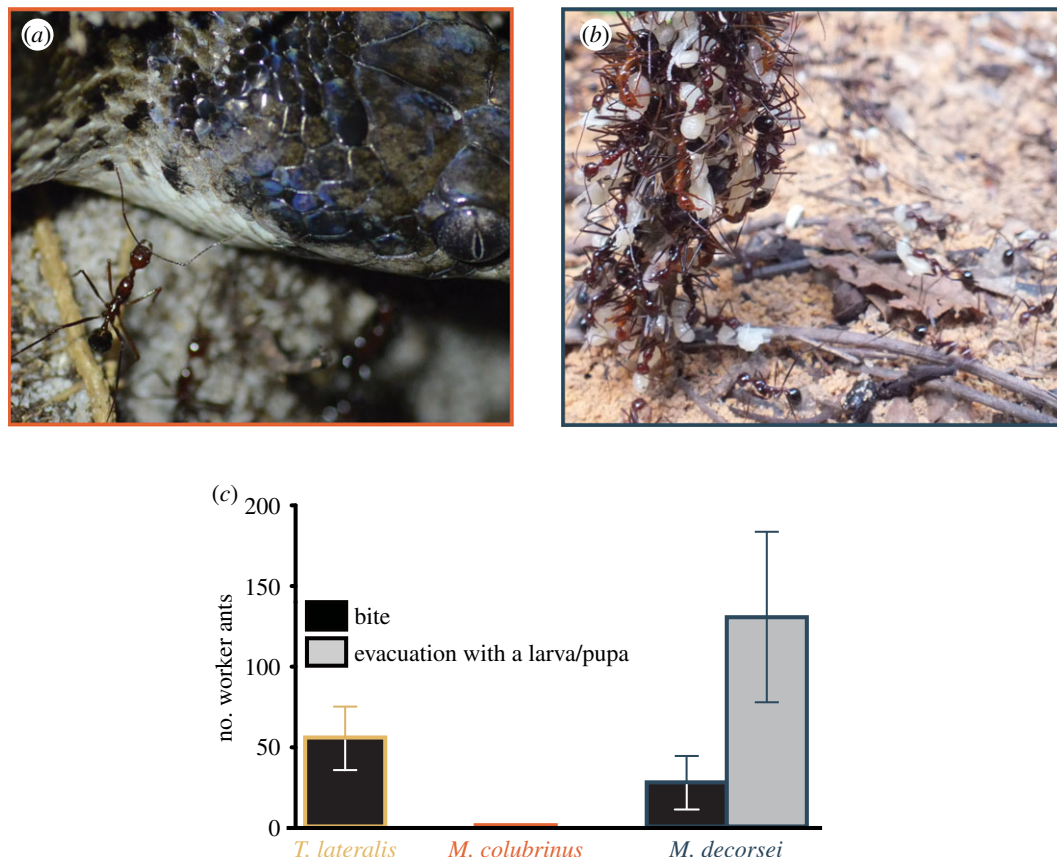 (a)
(b)
(c)
200
150
100
50
0
no. worker ants
bite
evacuation with a larva/pupa
T. lateralis
M. colubrinus
M. decorsei